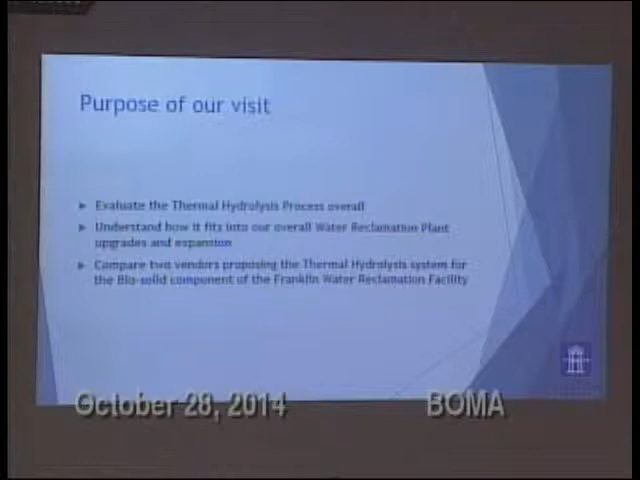 Purpose of our visit
Evaluate the Thermal Hydrolysis Process overall
Understand how it fits into our overall Water Reclamation Plant
upgrades and expansion
Compare two vendors proposing the Thermal Hydrolysis system for
the Bio-solid component of the Franklin Water Reclamation Facility
October 28, 2014 BOMA